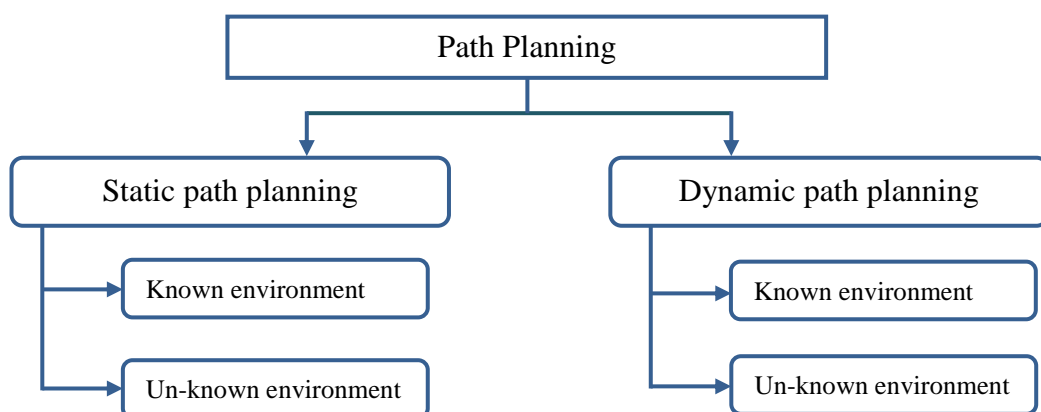 Path Planning
Static path planning
Dynamic path planning
Known environment
Known environment
Un-known environment
Un-known environment